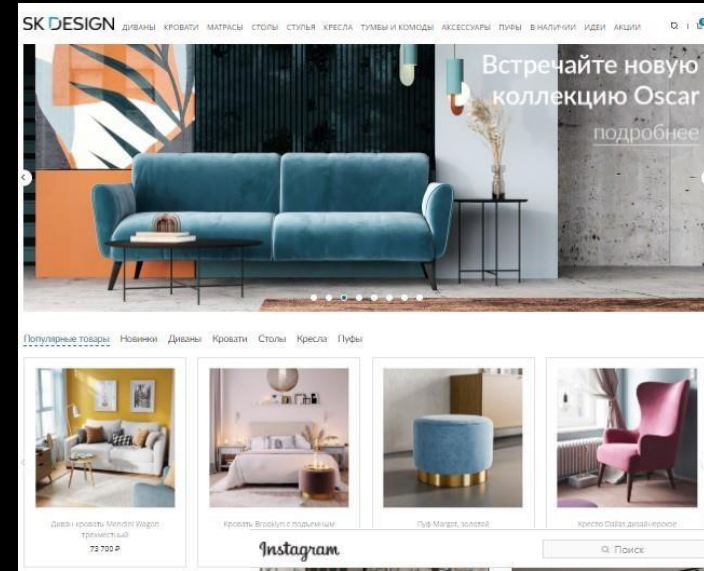 SK DESIGN ДИВАНЫ КРОВАТИ МАТРАСЫ СТОЛЫ СТУЛЬЯ КРЕСЛА ТУМБЫ И КОМОДЫ АКСЕССУАРЫ ПУФЫ В НАЛИЧИИ ИДЕИ АКЦИИ
Встречайте новую
коллекцию Oscar
подробнее
Популярные товары Новинки Диваны Кровати Столы Кресла Пуфы
Диван-кровать Mendini Wagon -
трехместный
73 700 ₽
Кровать Brooklyn с подъемным
Пуф Margot, золотой
Кресло Dallas дизайнерское
Instagram
Поиск